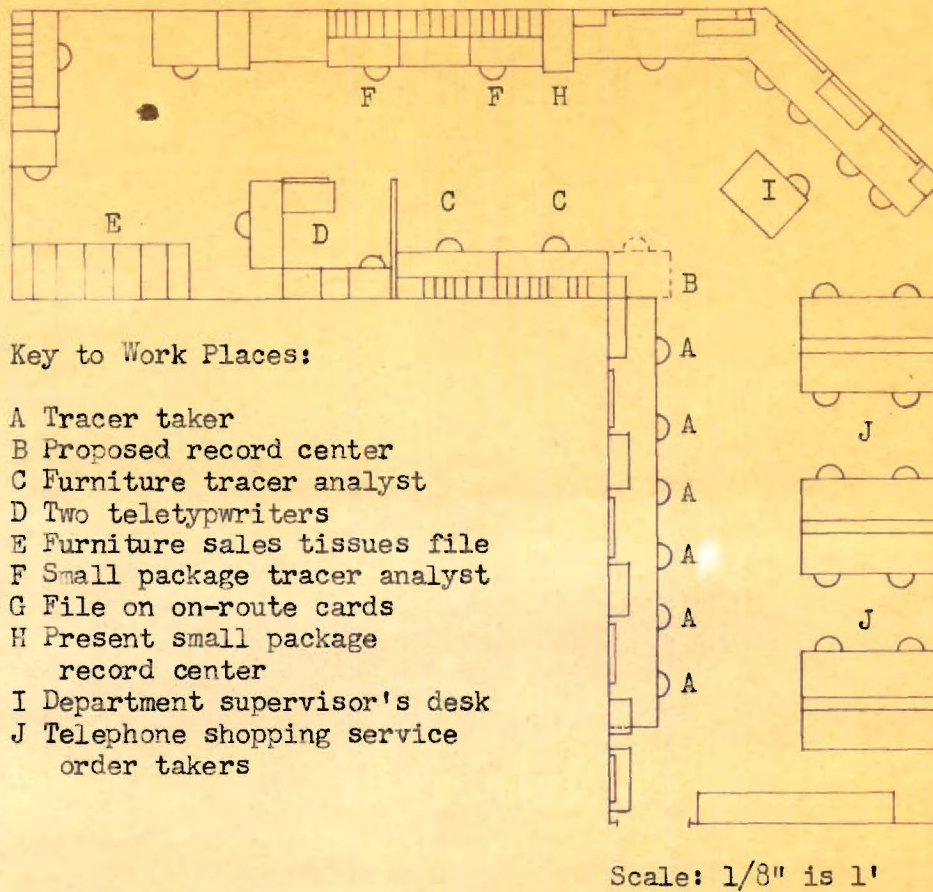 F F H
C C I
E D
B
Key to Work Places:
A
A Tracer taker
A
J
B Proposed record center
C Furniture tracer analyst
D Two teletypwriters
A
E Furniture sales tissues file
A
F Small package tracer analyst
G File on on-route cards
A
J
H Present small package
record center
A
I Department supervisor's desk
J Telephone shopping service
order takers
Scale: 1/8" is 1'